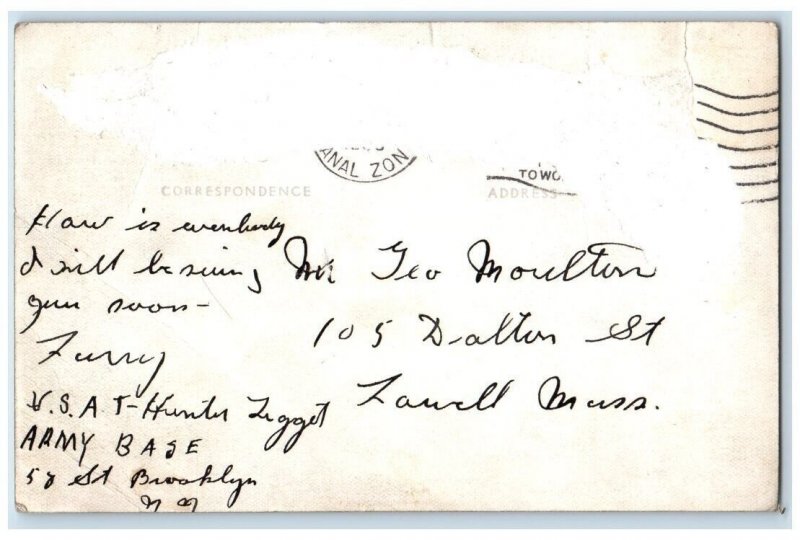 ANAL ZON
TOWO
CORRESPONDENCE
ADDRESS
How is everybody
I will be seeing
you soon -
U.S.A T - Hunter Legget
ARMY BASE
58 St Brooklyn
N Y
Mr Geo Moulton
105 Dalton St
Lowell Mass.